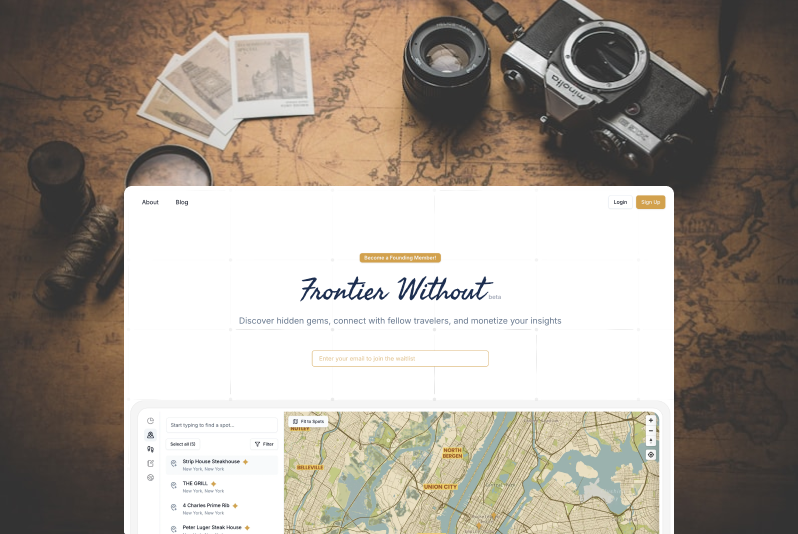 minolta
About
Blog
Login
Sign Up
Become a Founding Member!
Frontier Without beta
Discover hidden gems, connect with fellow travelers, and monetize your insights
Enter your email to join the waitlist
Start typing to find a spot...
Fit to Spots
Select all (5)
Filter
Strip House Steakhouse
New York, New York
THE GRILL
New York, New York
4 Charles Prime Rib
New York, New York
Peter Luger Steak House
New York, New York
NUTLEY
BELLEVILLE
NORTH
BERGEN
UNION CITY